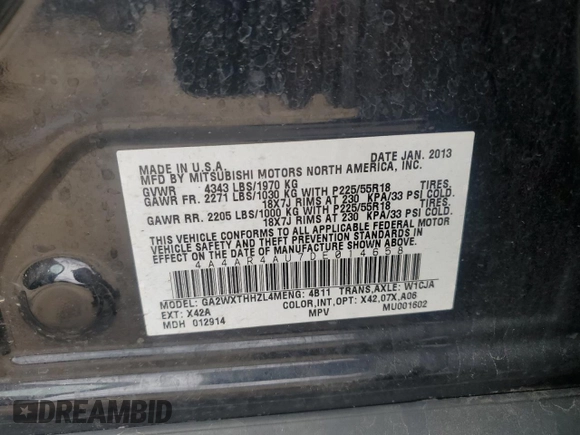 MADE IN U.S.A. DATE JAN. 2013
MFD BY MITSUBISHI MOTORS NORTH AMERICA, INC.
GVWR 4343 LBS/1970 KG
GAWR FR. 2271 LBS/1030 KG WITH P225/55R18 TIRES.
18X7J RIMS AT 230 KPA/33 PSI COLD.
GAWR RR. 2205 LBS/1000 KG WITH P225/55R18 TIRES.
18X7J RIMS AT 230 KPA/33 PSI COLD.
THIS VEHICLE CONFORMS TO ALL APPLICABLE FEDERAL MOTOR
VEHICLE SAFETY, BUMPER AND THEFT PREVENTION STANDARDS IN
EFFECT ON THE DATE OF MANUFACTURE SHOWN ABOVE.
4A4AR4AU7DE014658
MODEL: GA2WXTHHZL4M ENG: 4B11 TRANS,AXLE: W1CJA
EXT: X42A COLOR,INT,OPT: X42,07X,A06
MDH 012914 MPV MU001602
DREAMBID